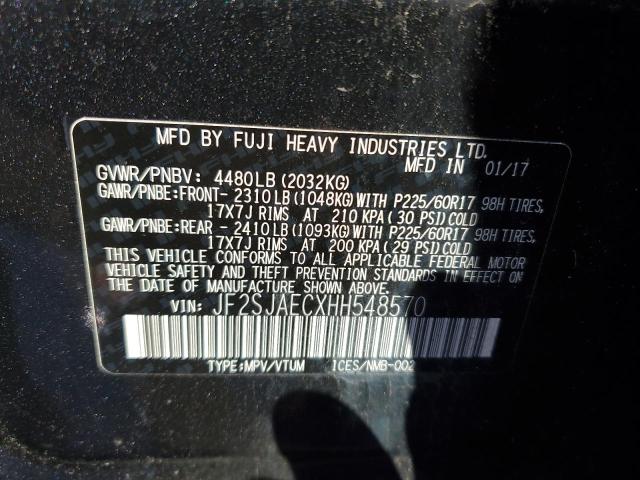 MFD BY FUJI HEAVY INDUSTRIES LTD.
MFD IN 01/17
GVWR/PNBV: 4480LB (2032KG)
GAWR/PNBE:FRONT- 2310LB (1048KG)WITH P225/60R17 98H TIRES,
17X7J RIMS AT 210 KPA (30 PSI)COLD
GAWR/PNBE:REAR - 2410LB (1093KG)WITH P225/60R17 98H TIRES,
17X7J RIMS AT 200 KPA (29 PSI)COLD
THIS VEHICLE CONFORMS TO ALL APPLICABLE FEDERAL MOTOR
VEHICLE SAFETY AND THEFT PREVENTION STANDARDS IN EFFECT ON
THE DATE OF MANUFACTURE SHOWN ABOVE.
VIN: JF2SJAECXHH548570
TYPE:MPV/VTUM ICES/NMB-002